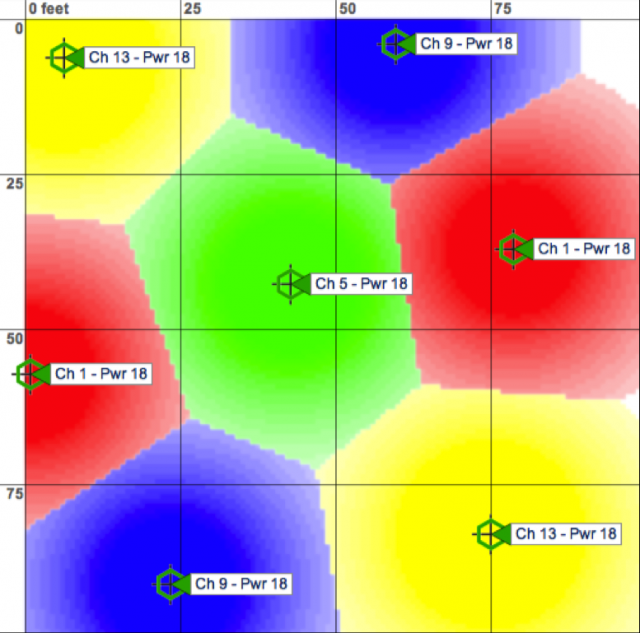 0 feet 25 50 75
0
Ch 13 - Pwr 18
Ch 9 - Pwr 18
25
Ch 1 - Pwr 18
Ch 5 - Pwr 18
50
Ch 1 - Pwr 18
75
Ch 13 - Pwr 18
Ch 9 - Pwr 18